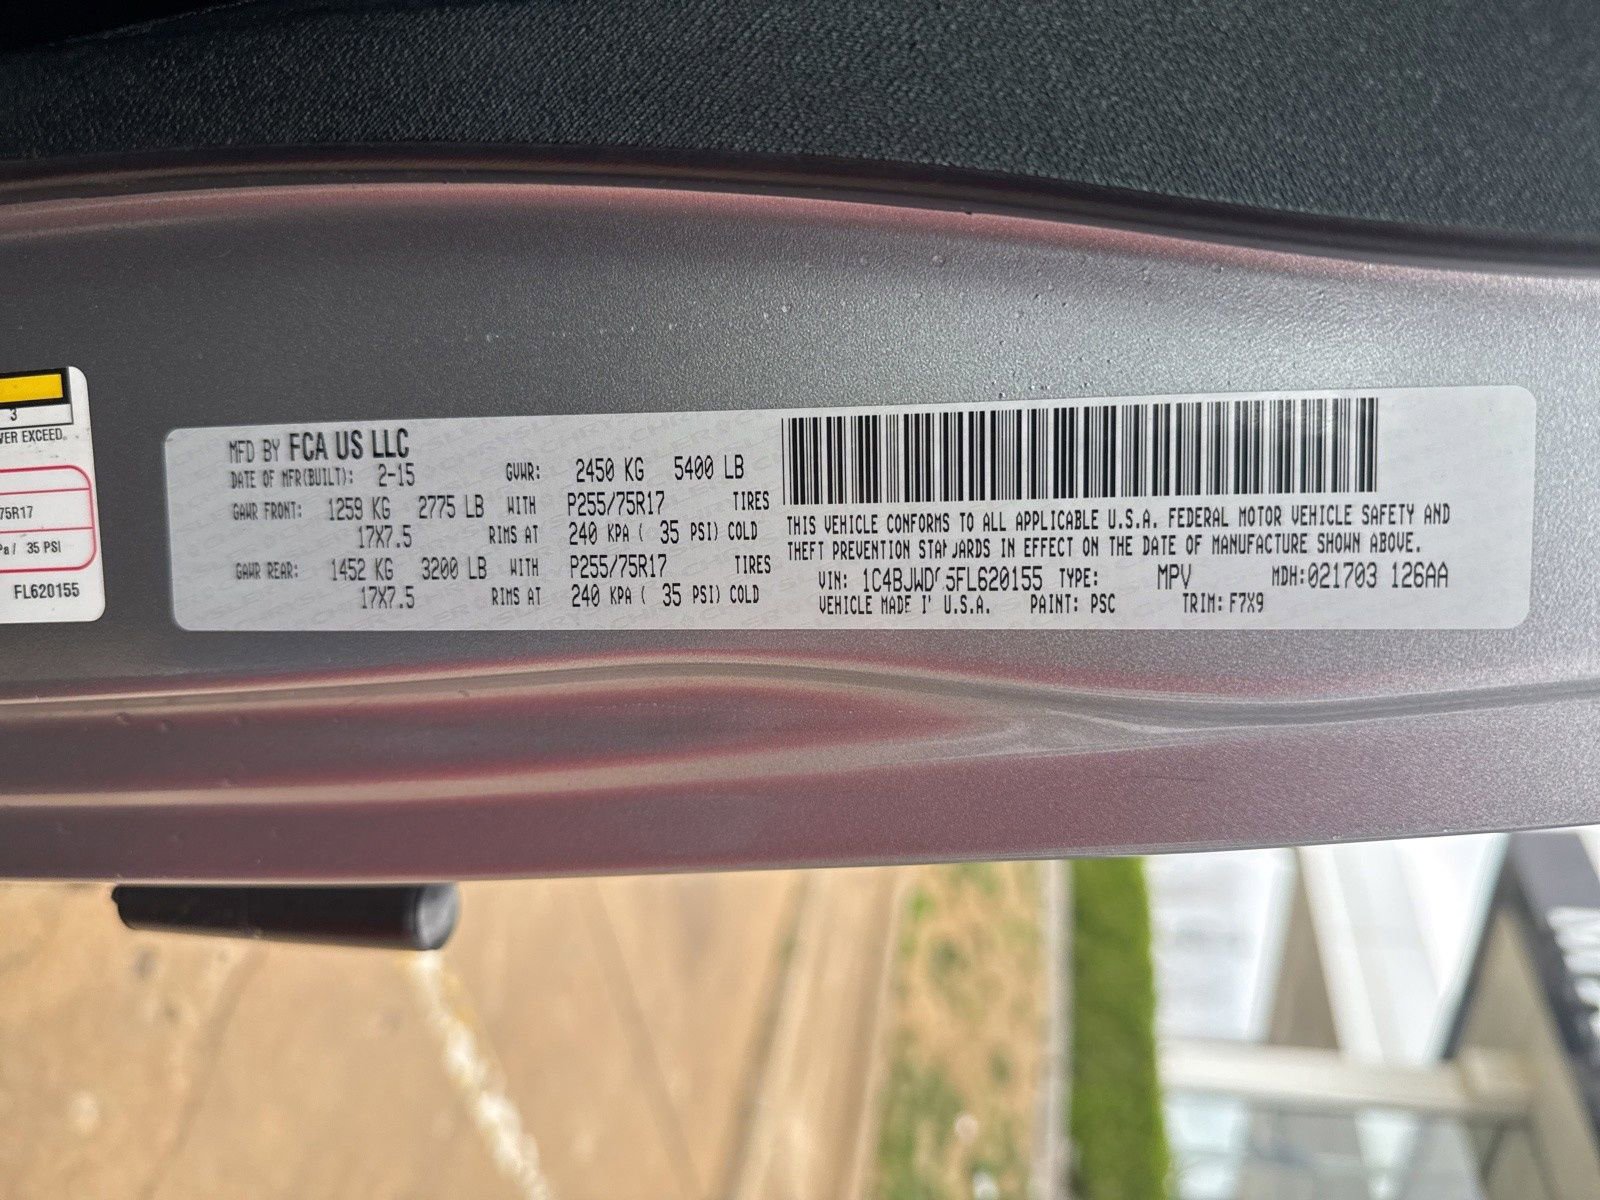 3
VER EXCEED.
75R17
Pa / 35 PSI
FL620155
MFD BY FCA US LLC
DATE OF MFR(BUILT): 2-15 GVWR: 2450 KG 5400 LB
GAWR FRONT: 1259 KG 2775 LB WITH P255/75R17 TIRES
17X7.5 RIMS AT 240 KPA ( 35 PSI) COLD
GAWR REAR: 1452 KG 3200 LB WITH P255/75R17 TIRES
17X7.5 RIMS AT 240 KPA ( 35 PSI) COLD
THIS VEHICLE CONFORMS TO ALL APPLICABLE U.S.A. FEDERAL MOTOR VEHICLE SAFETY AND
THEFT PREVENTION STANDARDS IN EFFECT ON THE DATE OF MANUFACTURE SHOWN ABOVE.
VIN: TYPE: MPV MDH:021703 126AA
VEHICLE MADE IN U.S.A. PAINT: PSC TRIM: F7X9